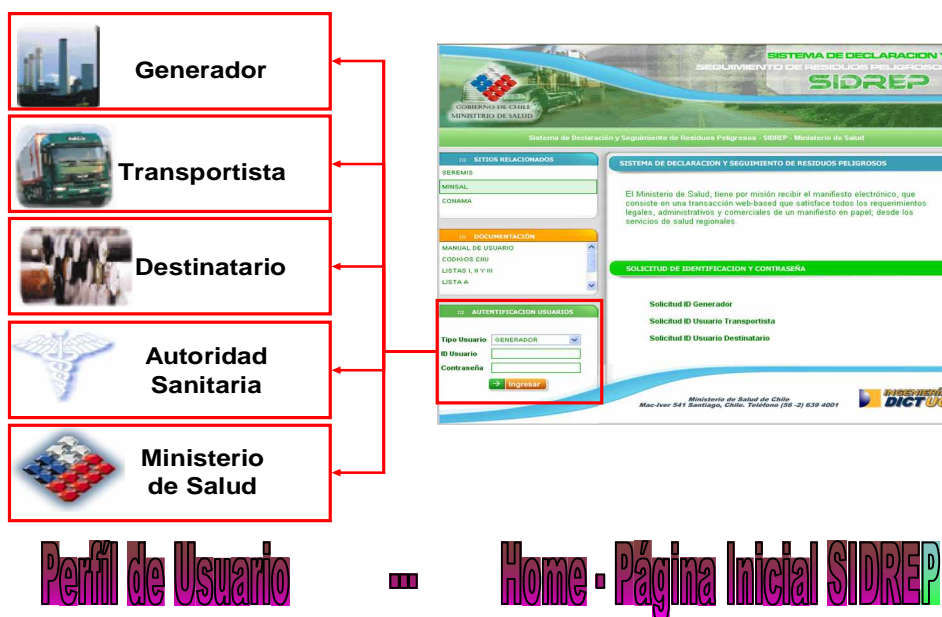 Generador
Transportista
Destinatario
Autoridad
Sanitaria
Ministerio
de Salud
SISTEMA DE DECLARACION Y
SEGUIMIENTO DE RESIDUOS PELIGROSO
SIDREP
GOBIERNO DE CHILE
MINISTERIO DE SALUD
Sistema de Declaración y Seguimiento de Residuos Peligrosos - SIDREP - Ministerio de Salud
::: SITIOS RELACIONADOS
SEREMIS
MINSAL
CONAMA
::: DOCUMENTACIÓN
MANUAL DE USUARIO
CODIGOS CIIU
LISTAS I, II Y III
LISTA A
::: AUTENTIFICACION USUARIOS
Tipo Usuario GENERADOR
ID Usuario
Contraseña
Ingresar
SISTEMA DE DECLARACION Y SEGUIMIENTO DE RESIDUOS PELIGROSOS
El Ministerio de Salud, tiene por misión recibir el manifiesto electrónico, que
consiste en una transacción web-based que satisface todos los requerimientos
legales, administrativos y comerciales de un manifiesto en papel; desde los
servicios de salud regionales.
SOLICITUD DE IDENTIFICACION Y CONTRASEÑA
Solicitud ID Generador
Solicitud ID Usuario Transportista
Solicitud ID Usuario Destinatario
Ministerio de Salud de Chile
Mac-Iver 541 Santiago, Chile. Teléfono (56 -2) 639 4001
INGENIERÍA
DICTUC
Perfíl de Usuario ... Home - Página Inicial SIDREP